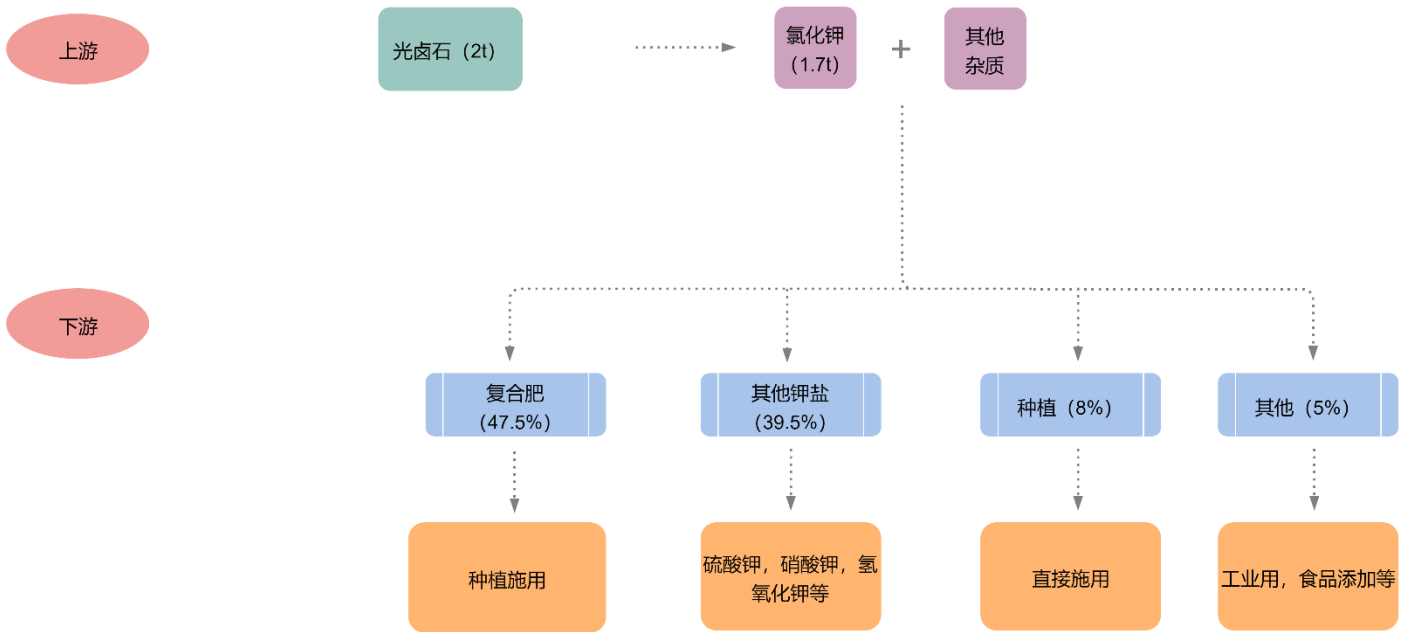 上游
光卤石（2t）
氯化钾
（1.7t）
+
其他
杂质
下游
复合肥
（47.5%）
其他钾盐
（39.5%）
种植（8%）
其他（5%）
种植施用
硫酸钾，硝酸钾，氢
氧化钾等
直接施用
工业用，食品添加等